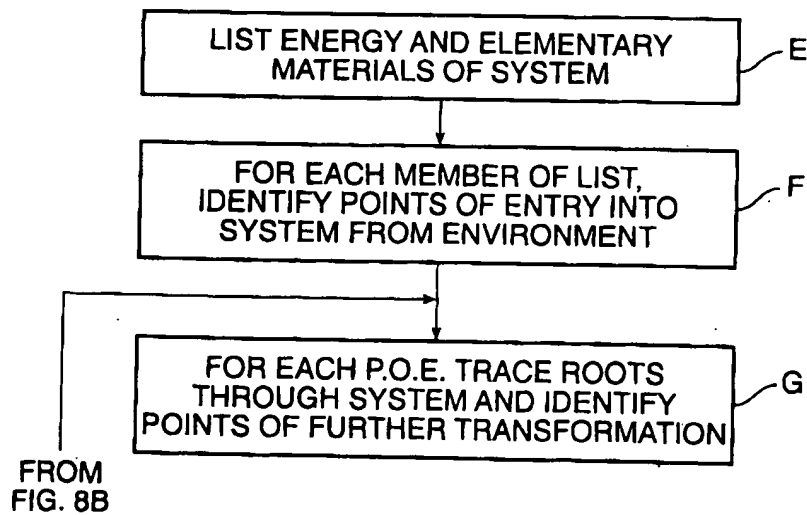 LIST ENERGY AND ELEMENTARY
MATERIALS OF SYSTEM
E
FOR EACH MEMBER OF LIST,
IDENTIFY POINTS OF ENTRY INTO
SYSTEM FROM ENVIRONMENT
F
FOR EACH P.O.E. TRACE ROOTS
THROUGH SYSTEM AND IDENTIFY
POINTS OF FURTHER TRANSFORMATION
G
FROM
FIG. 8B